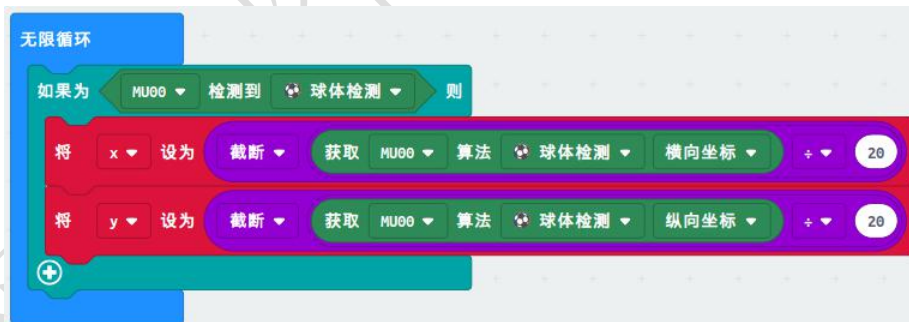 无限循环
如果为 MU00 检测到 球体检测 则
将 x 设为 截断 获取 MU00 算法 球体检测 横向坐标 ÷ 20
将 y 设为 截断 获取 MU00 算法 球体检测 纵向坐标 ÷ 20